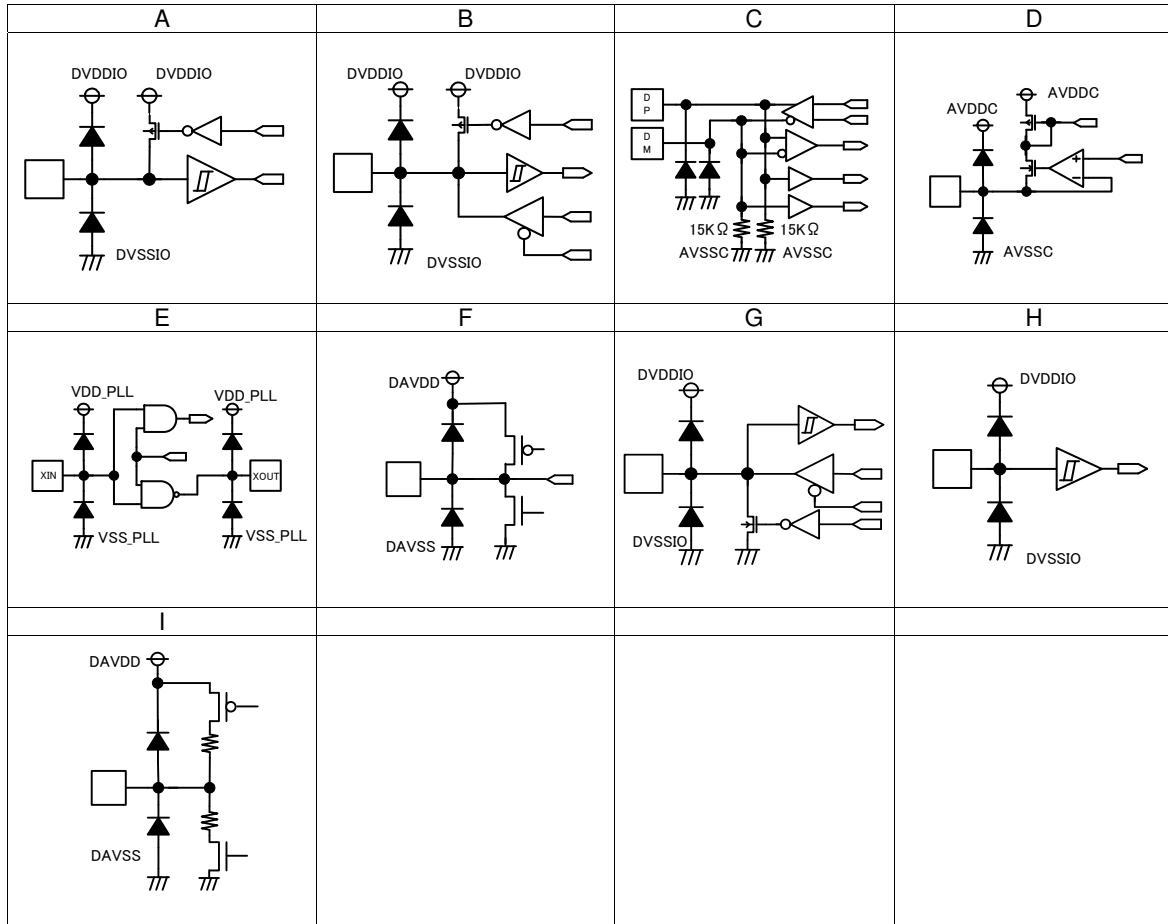 A B C D
DVDDIO DVDDIO
DVSSIO
DVDDIO DVDDIO
DVSSIO
D
P
D
M
15KΩ 15KΩ
AVSSC AVSSC
AVDDC
AVDDC
+
-
AVSSC
E F G H
VDD_PLL VDD_PLL
XIN XOUT
VSS_PLL VSS_PLL
DAVDD
DAVSS
DVDDIO
DVSSIO
DVDDIO
DVSSIO
I
DAVDD
DAVSS